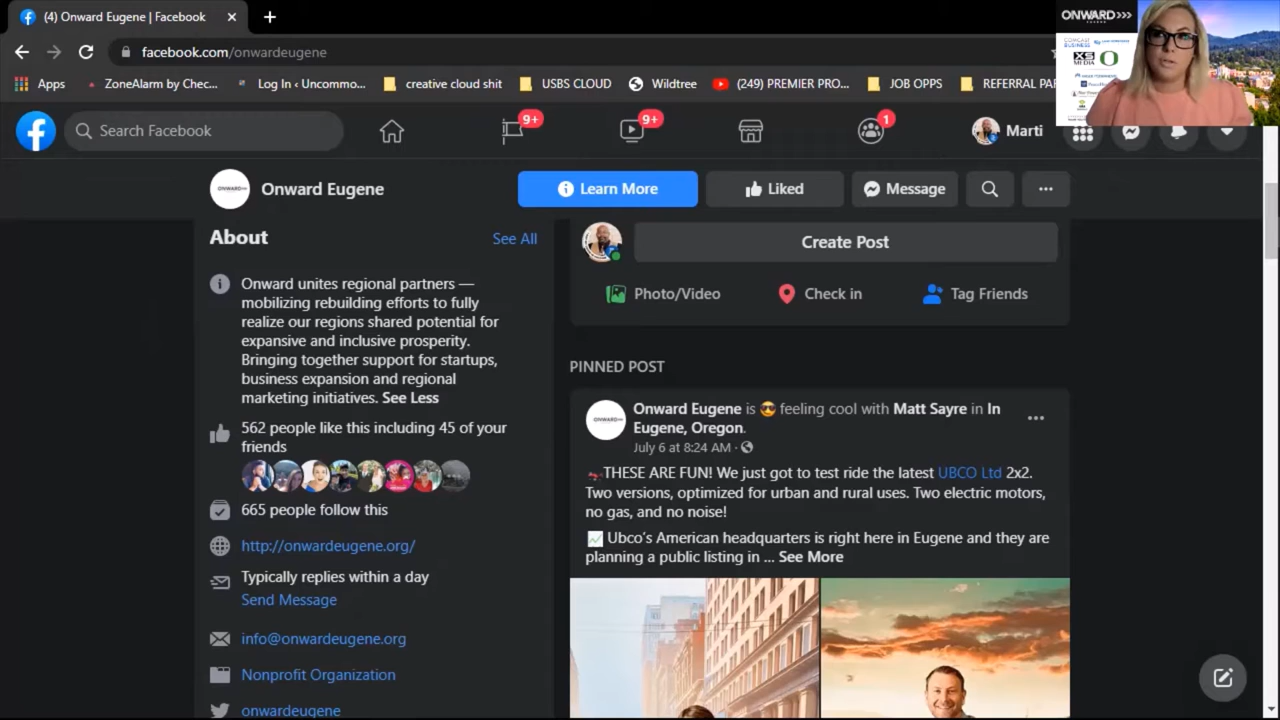 (4) Onward Eugene | Facebook
facebook.com/onwardeugene
Apps
ZoneAlarm by Chec...
Log In ‹ Uncommo...
creative cloud shit
USB CLOUD
Wildtree
(249) PREMIER PRO...
JOB OPPS
REFERRAL PA
ONWARD>>>
COMCAST
BUSINESS
XS
MEDIA
O
Search Facebook
9+
9+
1
Marti
ONWARD>>>
Onward Eugene
Learn More
Liked
Message
About
See All
Onward unites regional partners —
mobilizing rebuilding efforts to fully
realize our regions shared potential for
expansive and inclusive prosperity.
Bringing together support for startups,
business expansion and regional
marketing initiatives. See Less
562 people like this including 45 of your
friends
665 people follow this
http://onwardeugene.org/
Typically replies within a day
Send Message
info@onwardeugene.org
Nonprofit Organization
onwardeugene
Create Post
Photo/Video
Check in
Tag Friends
PINNED POST
ONWARD>>>
Onward Eugene is 😎 feeling cool with Matt Sayre in In
Eugene, Oregon.
July 6 at 8:24 AM ·
THESE ARE FUN! We just got to test ride the latest UBCO Ltd 2x2.
Two versions, optimized for urban and rural uses. Two electric motors,
no gas, and no noise!
📈 Ubco's American headquarters is right here in Eugene and they are
planning a public listing in ... See More